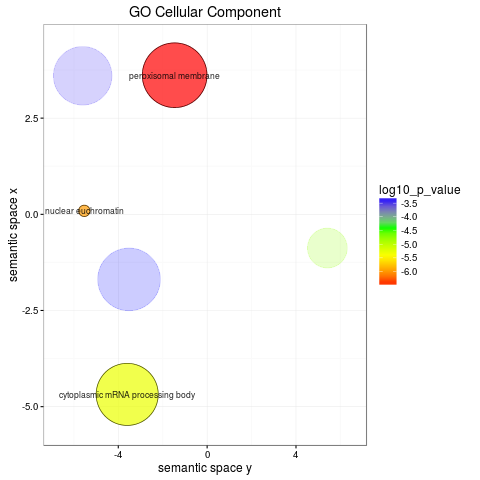 GO Cellular Component
peroxisomal membrane
2.5
log10_p_value
-3.5
nuclear euchromatin
0.0
-4.0
-4.5
semantic space x
-5.0
-5.5
-6.0
-2.5
cytoplasmic mRNA processing body
-5.0
-4
0
4
semantic space y